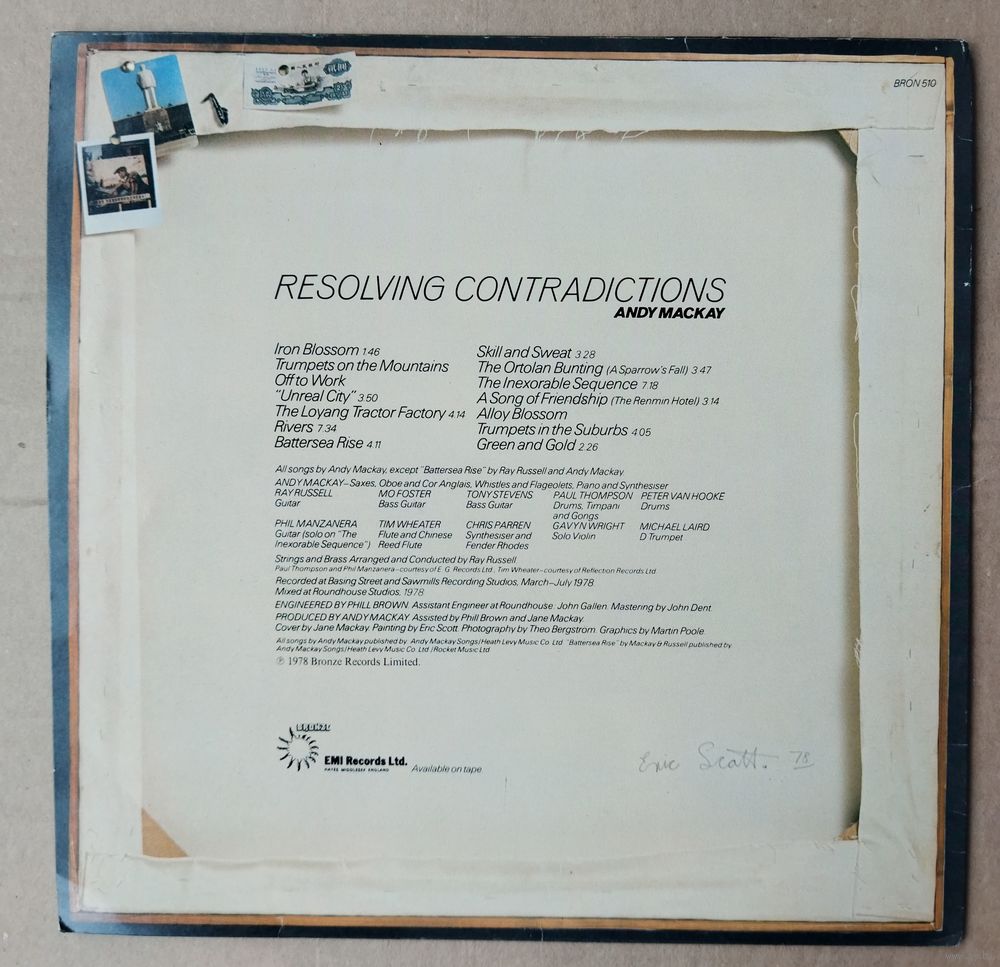 BRON 510
RESOLVING CONTRADICTIONS
ANDY MACKAY
Iron Blossom 1·46
Trumpets on the Mountains
Off to Work
"Unreal City" 3·50
The Loyang Tractor Factory 4·14
Rivers 7·34
Battersea Rise 4·11
Skill and Sweat 3·28
The Ortolan Bunting (A Sparrow's Fall) 3·47
The Inexorable Sequence 7·18
A Song of Friendship (The Renmin Hotel) 3·14
Alloy Blossom
Trumpets in the Suburbs 4·05
Green and Gold 2·26
All songs by Andy Mackay, except "Battersea Rise" by Ray Russell and Andy Mackay.
ANDY MACKAY–Saxes, Oboe and Cor Anglais, Whistles and Flageolets, Piano and Synthesiser
RAY RUSSELL
Guitar
MO FOSTER
Bass Guitar
TONY STEVENS
Bass Guitar
PAUL THOMPSON
Drums, Timpani
and Gongs
PETER VAN HOOKE
Drums
PHIL MANZANERA
Guitar (solo on "The
Inexorable Sequence")
TIM WHEATER
Flute and Chinese
Reed Flute
CHRIS PARREN
Synthesiser and
Fender Rhodes
GAVYN WRIGHT
Solo Violin
MICHAEL LAIRD
D Trumpet
Strings and Brass Arranged and Conducted by Ray Russell
Paul Thompson and Phil Manzanera–courtesy of E. G. Records Ltd., Tim Wheater–courtesy of Reflection Records Ltd.
Recorded at Basing Street and Sawmills Recording Studios, March–July 1978
Mixed at Roundhouse Studios, 1978
ENGINEERED BY PHILL BROWN. Assistant Engineer at Roundhouse: John Gallen. Mastering by John Dent.
PRODUCED BY ANDY MACKAY. Assisted by Phill Brown and Jane Mackay.
Cover by Jane Mackay. Painting by Eric Scott. Photography by Theo Bergstrom. Graphics by Martin Poole.
All songs by Andy Mackay published by: Andy Mackay Songs/Heath Levy Music Co. Ltd. "Battersea Rise" by Mackay & Russell published by
Andy Mackay Songs/Heath Levy Music Co. Ltd./Rocket Music Ltd.
℗ 1978 Bronze Records Limited.
BRONZE
EMI Records Ltd.
HAYES MIDDLESEX ENGLAND
Available on tape
Eric Scott. 78